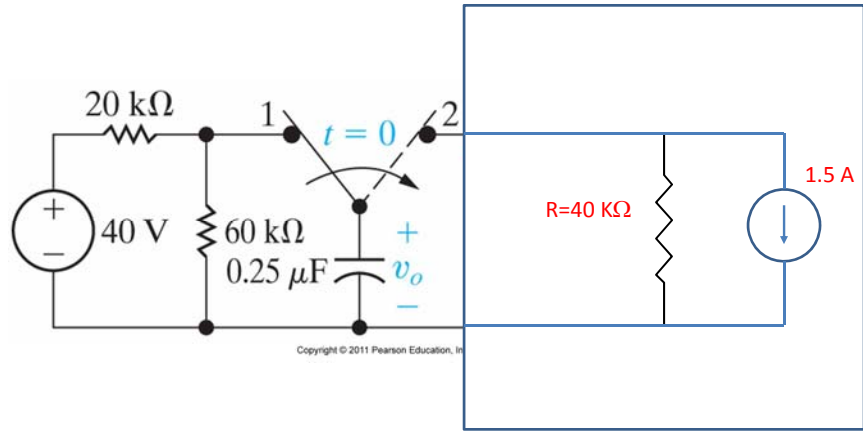 20 kΩ
1
t = 0
2
+
40 V
−
60 kΩ
0.25 μF
+
vo
−
R=40 KΩ
1.5 A
Copyright © 2011 Pearson Education, In